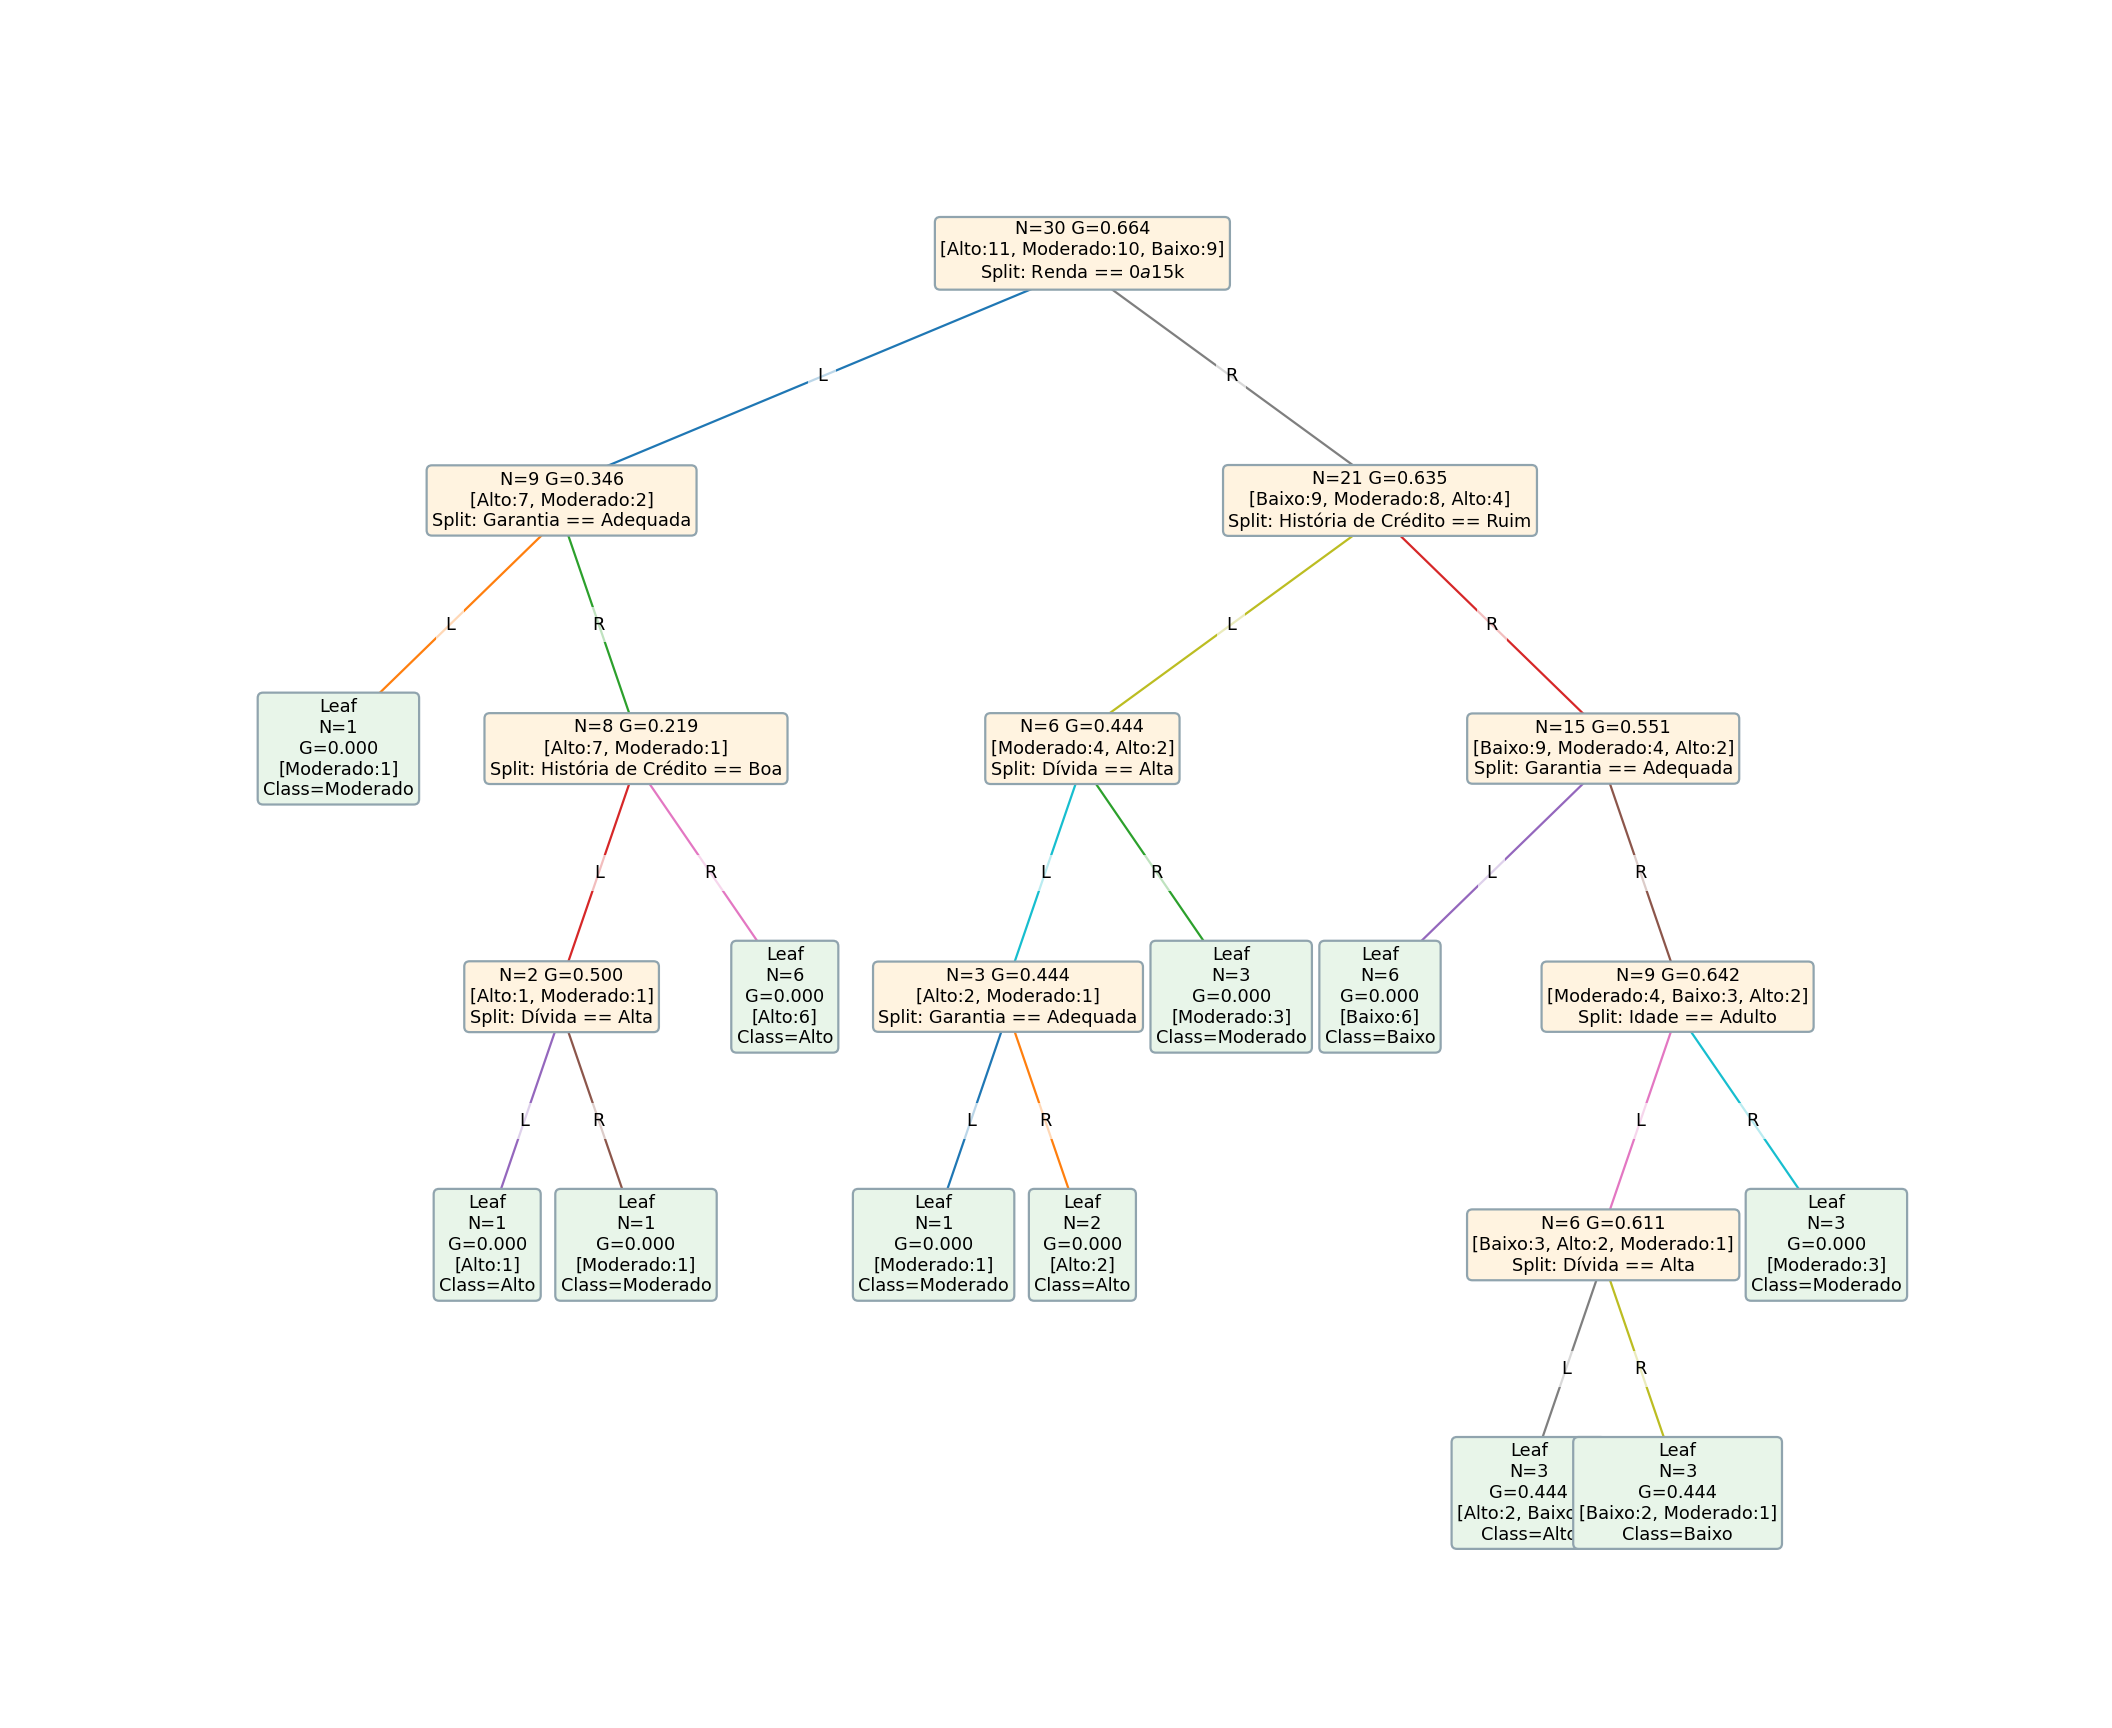 N=30 G=0.664
[Alto:11, Moderado:10, Baixo:9]
Split: Renda == 0a15k
L
R
N=9 G=0.346
[Alto:7, Moderado:2]
Split: Garantia == Adequada
N=21 G=0.635
[Baixo:9, Moderado:8, Alto:4]
Split: História de Crédito == Ruim
L
R
L
R
Leaf
N=1
G=0.000
[Moderado:1]
Class=Moderado
N=8 G=0.219
[Alto:7, Moderado:1]
Split: História de Crédito == Boa
N=6 G=0.444
[Moderado:4, Alto:2]
Split: Dívida == Alta
N=15 G=0.551
[Baixo:9, Moderado:4, Alto:2]
Split: Garantia == Adequada
L
R
L
R
L
R
N=2 G=0.500
[Alto:1, Moderado:1]
Split: Dívida == Alta
Leaf
N=6
G=0.000
[Alto:6]
Class=Alto
N=3 G=0.444
[Alto:2, Moderado:1]
Split: Garantia == Adequada
Leaf
N=3
G=0.000
[Moderado:3]
Class=Moderado
Leaf
N=6
G=0.000
[Baixo:6]
Class=Baixo
N=9 G=0.642
[Moderado:4, Baixo:3, Alto:2]
Split: Idade == Adulto
L
R
L
R
L
R
Leaf
N=1
G=0.000
[Alto:1]
Class=Alto
Leaf
N=1
G=0.000
[Moderado:1]
Class=Moderado
Leaf
N=1
G=0.000
[Moderado:1]
Class=Moderado
Leaf
N=2
G=0.000
[Alto:2]
Class=Alto
N=6 G=0.611
[Baixo:3, Alto:2, Moderado:1]
Split: Dívida == Alta
Leaf
N=3
G=0.000
[Moderado:3]
Class=Moderado
L
R
Leaf
N=3
G=0.444
[Alto:2,
Class=Alto
Leaf
N=3
G=0.444
[Baixo:2, Moderado:1]
Class=Baixo